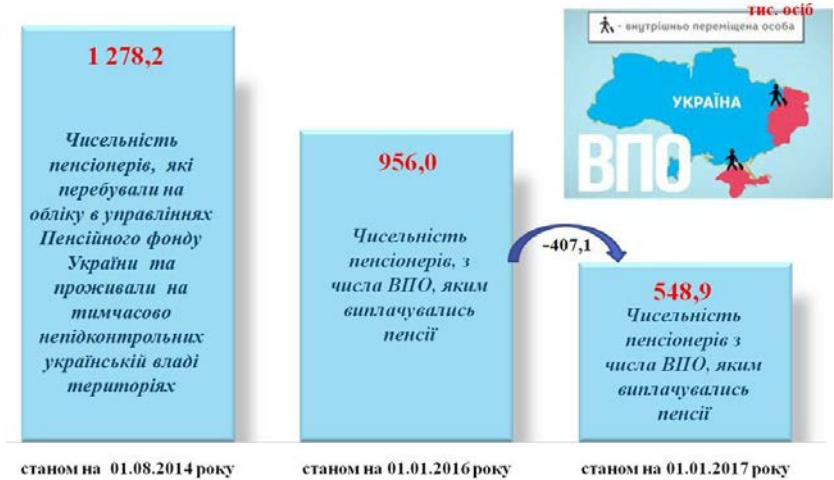 тис. осіб
- внутрішньо переміщена особа
УКРАЇНА
ВПО
1 278,2
Чисельність
пенсіонерів, які
перебували на
обліку в управліннях
Пенсійного фонду
України та
проживали на
тимчасово
непідконтрольних
українській владі
територіях
956,0
Чисельність
пенсіонерів, з
числа ВПО, яким
виплачувались
пенсії
-407,1
548,9
Чисельність
пенсіонерів з
числа ВПО, яким
виплачувались
пенсії
станом на 01.08.2014 року
станом на 01.01.2016 року
станом на 01.01.2017 року